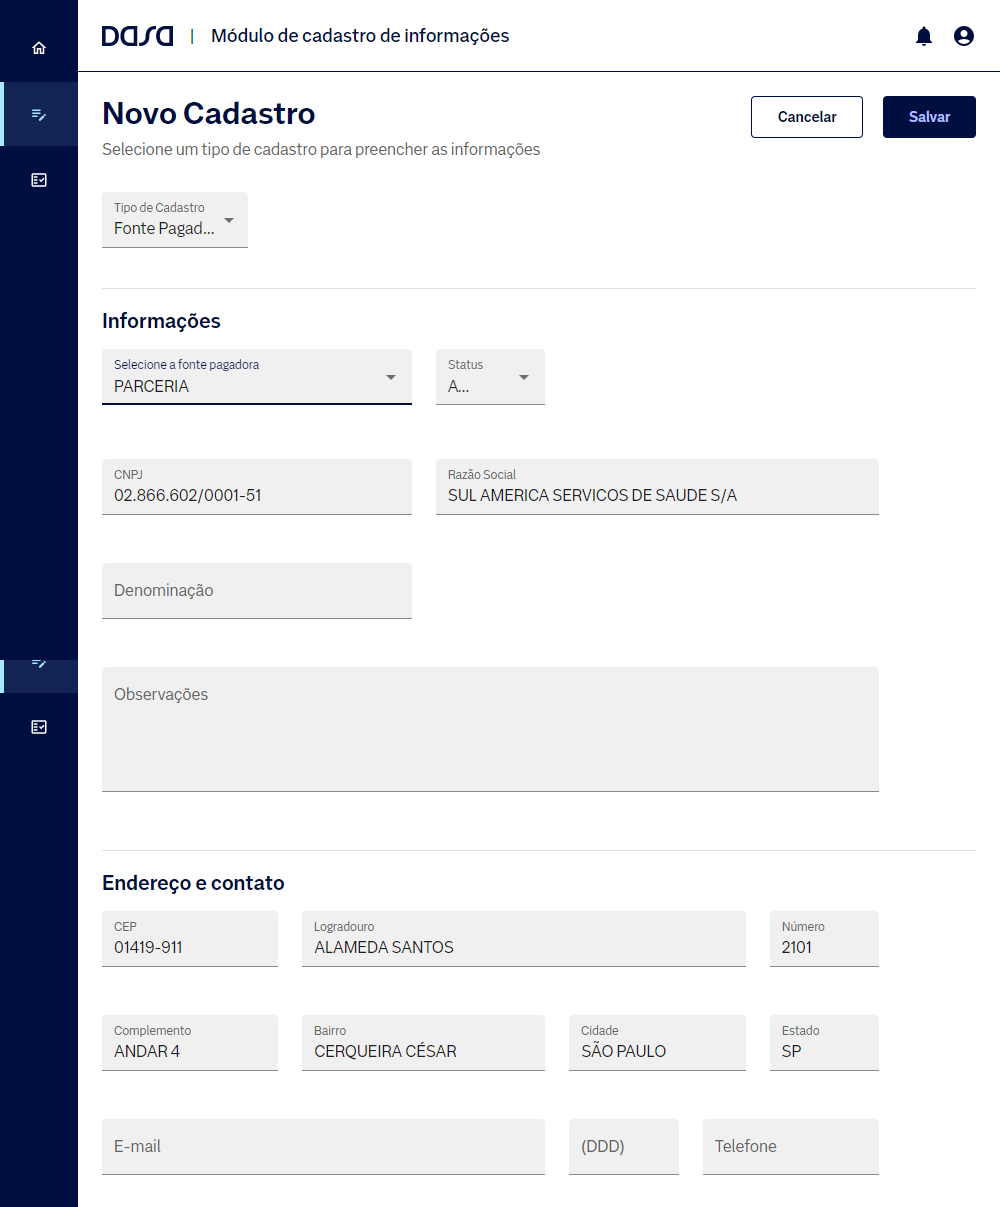 Dasa | Módulo de cadastro de informações
Novo Cadastro
Cancelar
Salvar
Selecione um tipo de cadastro para preencher as informações
Tipo de Cadastro
Fonte Pagad...
Informações
Selecione a fonte pagadora
PARCERIA
Status
A...
CNPJ
02.866.602/0001-51
Razão Social
SUL AMERICA SERVICOS DE SAUDE S/A
Denominação
Observações
Endereço e contato
CEP
01419-911
Logradouro
ALAMEDA SANTOS
Número
2101
Complemento
ANDAR 4
Bairro
CERQUEIRA CÉSAR
Cidade
SÃO PAULO
Estado
SP
E-mail
(DDD)
Telefone